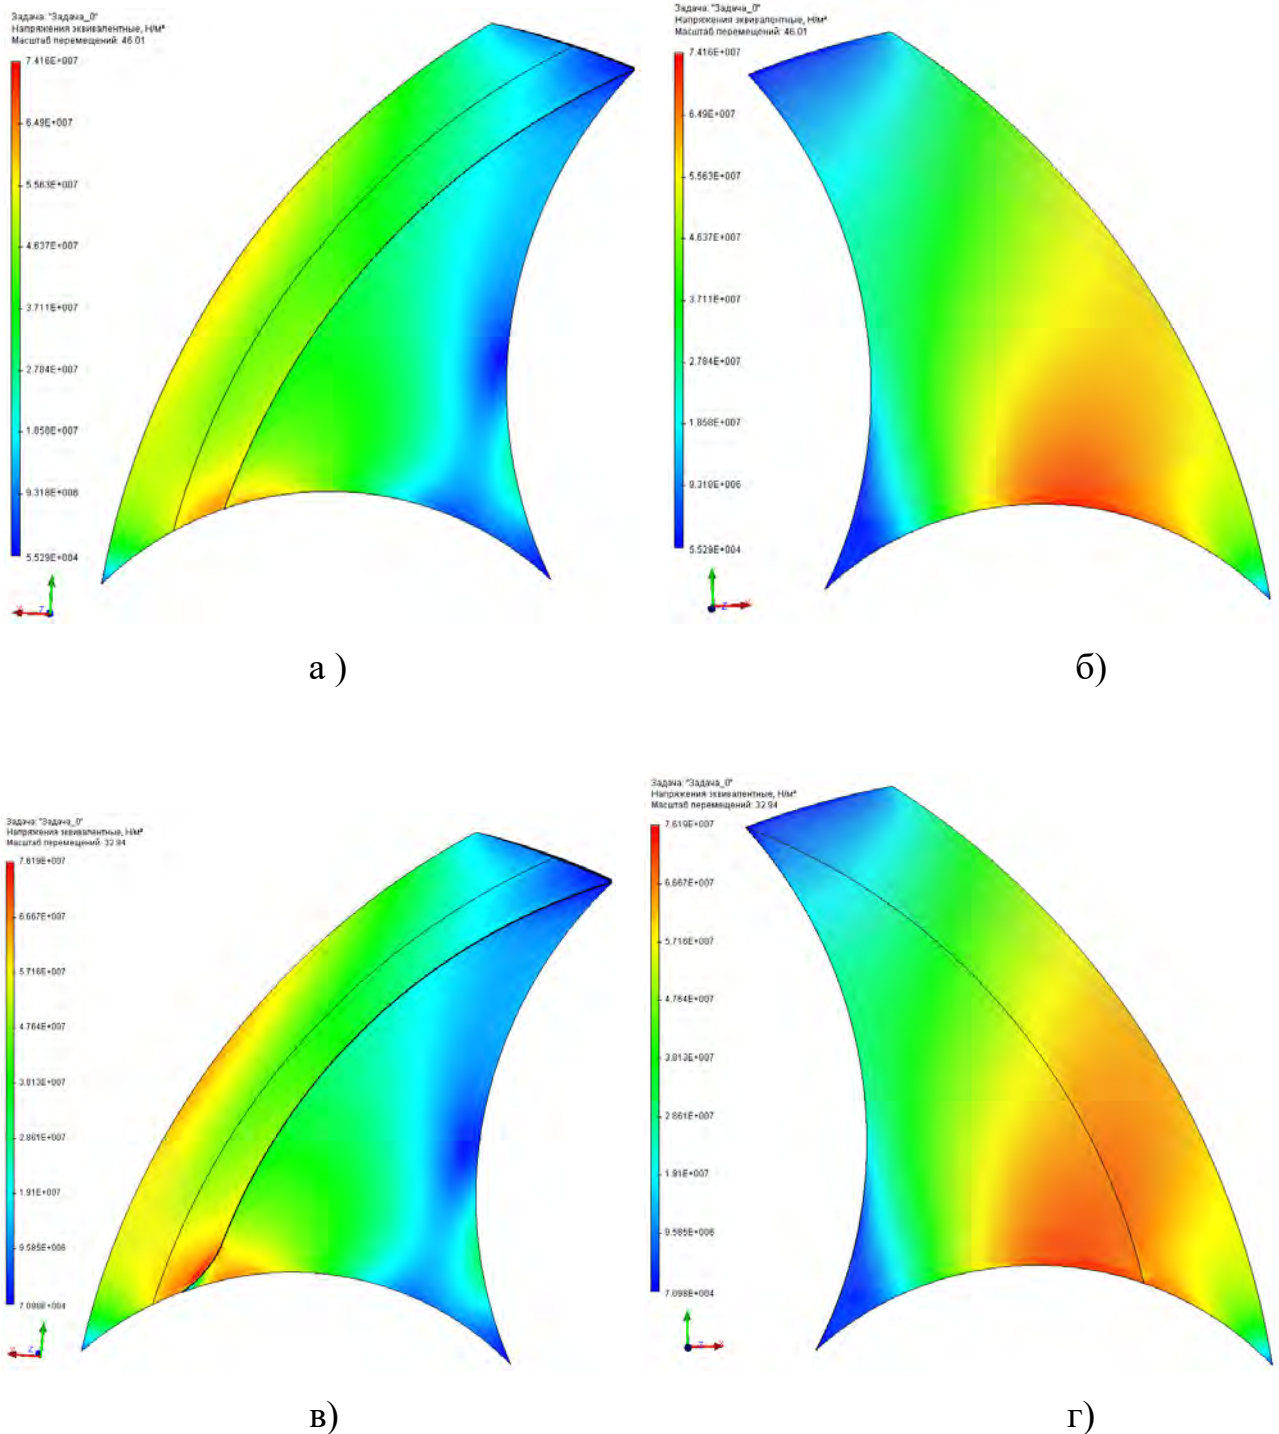 Задача: "Задача_0"
Напряжения эквивалентные, Н/м²
Масштаб перемещений: 46.01
7.416E+007
6.49E+007
5.563E+007
4.637E+007
3.711E+007
2.784E+007
1.858E+007
9.318E+006
5.529E+004
X
Z
а )
Задача: "Задача_0"
Напряжения эквивалентные, Н/м²
Масштаб перемещений: 46.01
7.416E+007
6.49E+007
5.563E+007
4.637E+007
3.711E+007
2.784E+007
1.858E+007
9.319E+006
5.529E+004
Z
X
б)
Задача: "Задача_0"
Напряжения эквивалентные, Н/м²
Масштаб перемещений: 32.94
7.619E+007
6.667E+007
5.716E+007
4.764E+007
3.813E+007
2.861E+007
1.91E+007
9.585E+006
7.098E+004
X
Z
в)
Задача: "Задача_0"
Напряжения эквивалентные, Н/м²
Масштаб перемещений: 32.94
7.619E+007
6.667E+007
5.716E+007
4.764E+007
3.813E+007
2.861E+007
1.91E+007
9.585E+006
7.098E+004
Z
X
г)